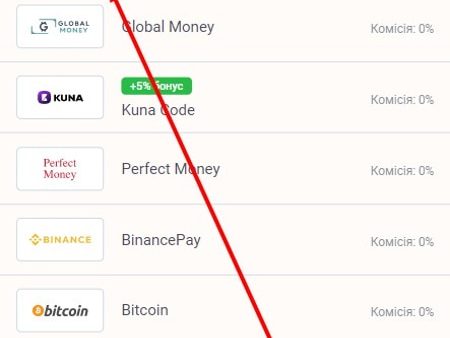 GLOBAL
MONEY
Global Money
Комісія: 0%
KUNA
+5% бонус
Kuna Code
Комісія: 0%
Perfect
Money
Perfect Money
Комісія: 0%
BINANCE
BinancePay
Комісія: 0%
bitcoin
Bitcoin
Комісія: 0%